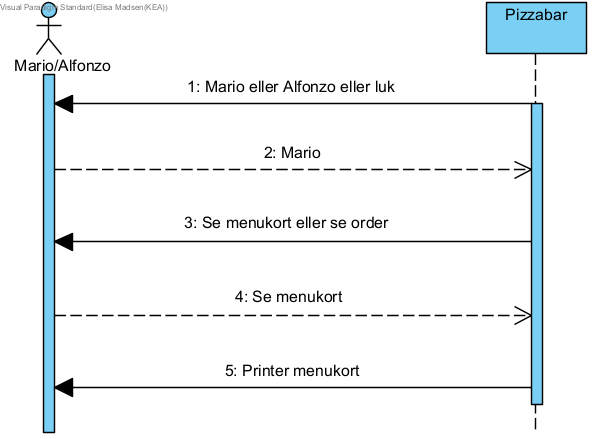 Visual Paradigm Standard(Elisa Madsen(KEA))
Pizzabar
Mario/Alfonzo
1: Mario eller Alfonzo eller luk
2: Mario
3: Se menukort eller se order
4: Se menukort
5: Printer menukort